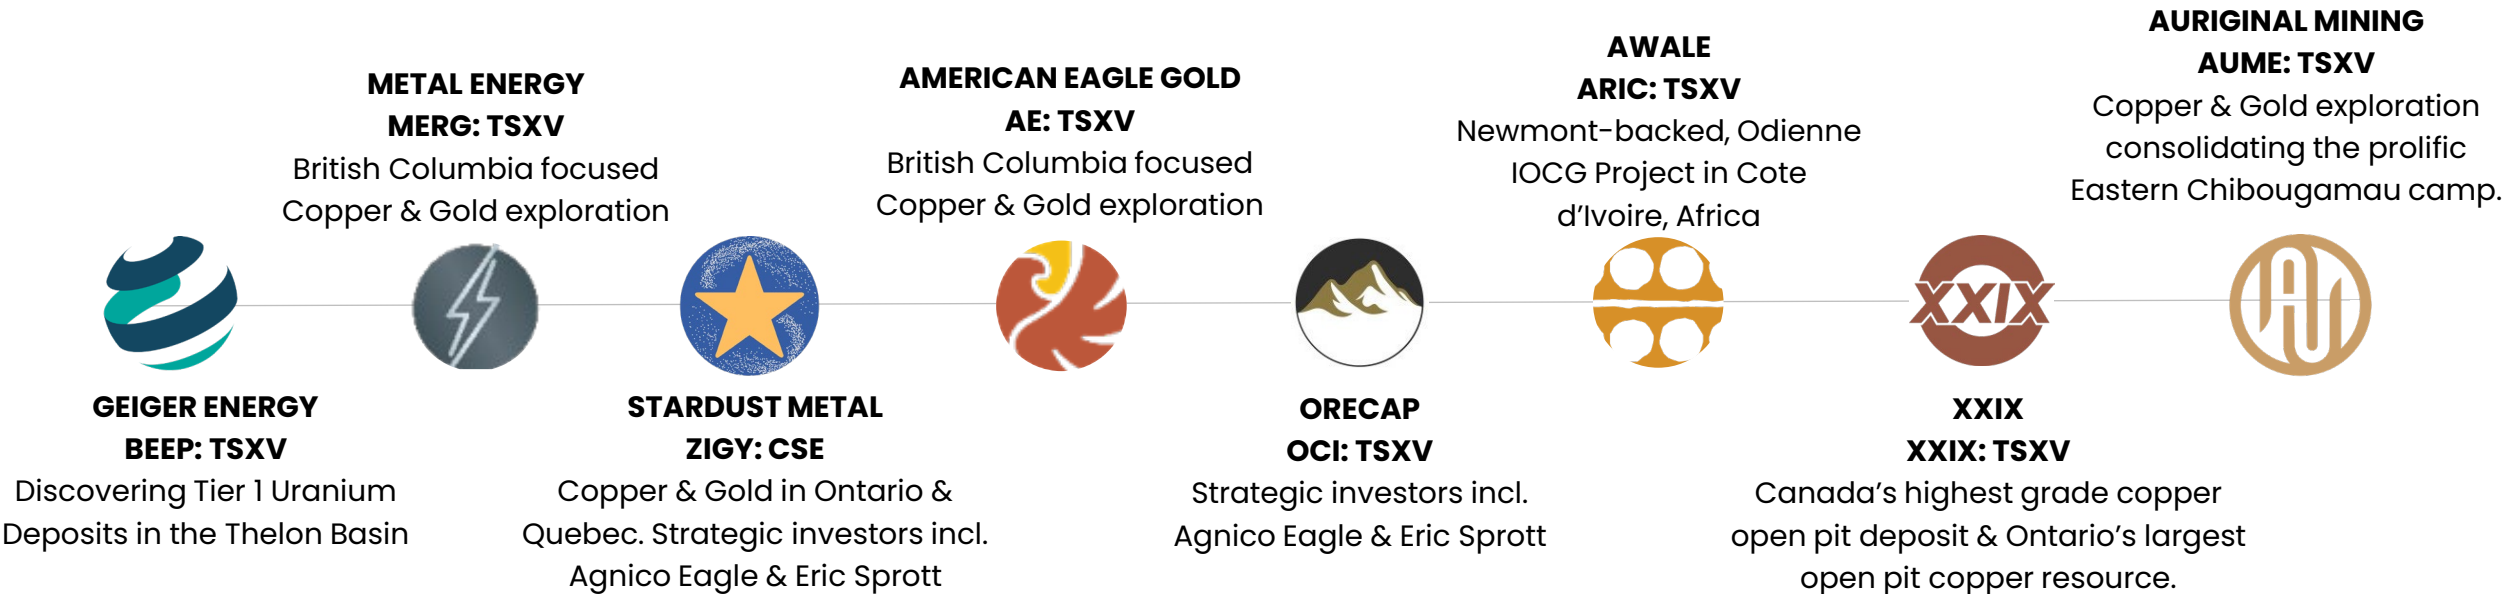 GEIGER ENERGY
BEEP: TSXV
Discovering Tier 1 Uranium
Deposits in the Thelon Basin
METAL ENERGY
MERG: TSXV
British Columbia focused
Copper & Gold exploration
STARDUST METAL
ZIGY: CSE
Copper & Gold in Ontario &
Quebec. Strategic investors incl.
Agnico Eagle & Eric Sprott
AMERICAN EAGLE GOLD
AE: TSXV
British Columbia focused
Copper & Gold exploration
ORECAP
OCI: TSXV
Strategic investors incl.
Agnico Eagle & Eric Sprott
AWALE
ARIC: TSXV
Newmont-backed, Odienne
IOCG Project in Cote
d’Ivoire, Africa
XXIX
XXIX
XXIX: TSXV
Canada’s highest grade copper
open pit deposit & Ontario’s largest
open pit copper resource.
AURIGINAL MINING
AUME: TSXV
Copper & Gold exploration
consolidating the prolific
Eastern Chibougamau camp.